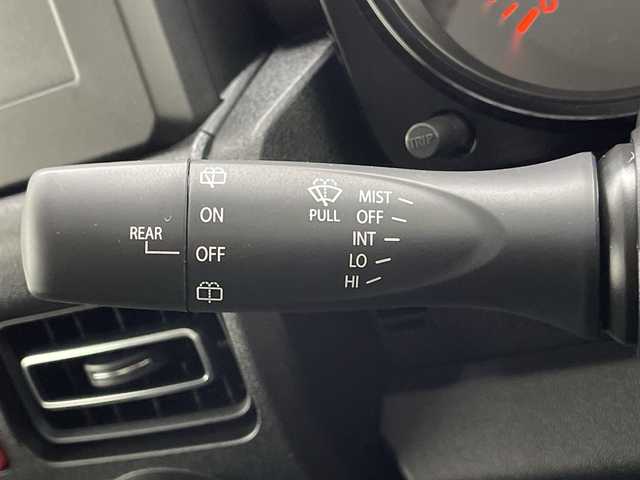 TRIP
REAR
ON
OFF
PULL
MIST
OFF
INT
LO
HI